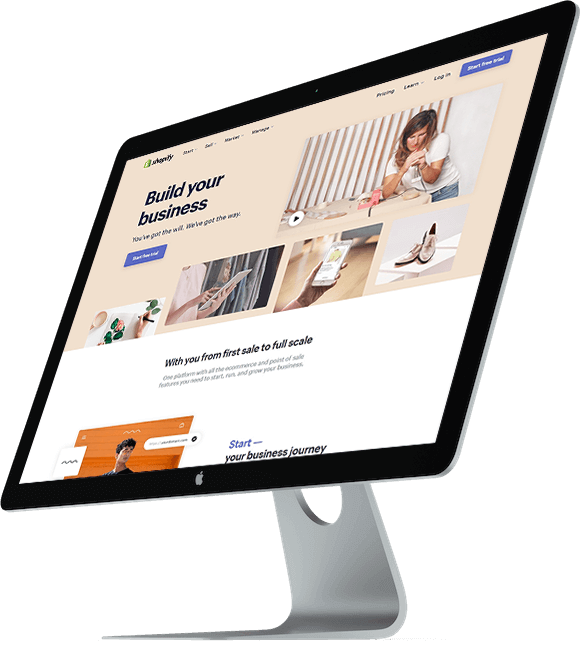 shopify
Start
Sell
Market
Manage
Pricing
Learn
Log in
Start free trial
Build your
business
You've got the will. We've got the way.
Start free trial
With you from first sale to full scale
One platform with all the ecommerce and point of sale
features you need to start, run, and grow your business.
Start —
your business journey